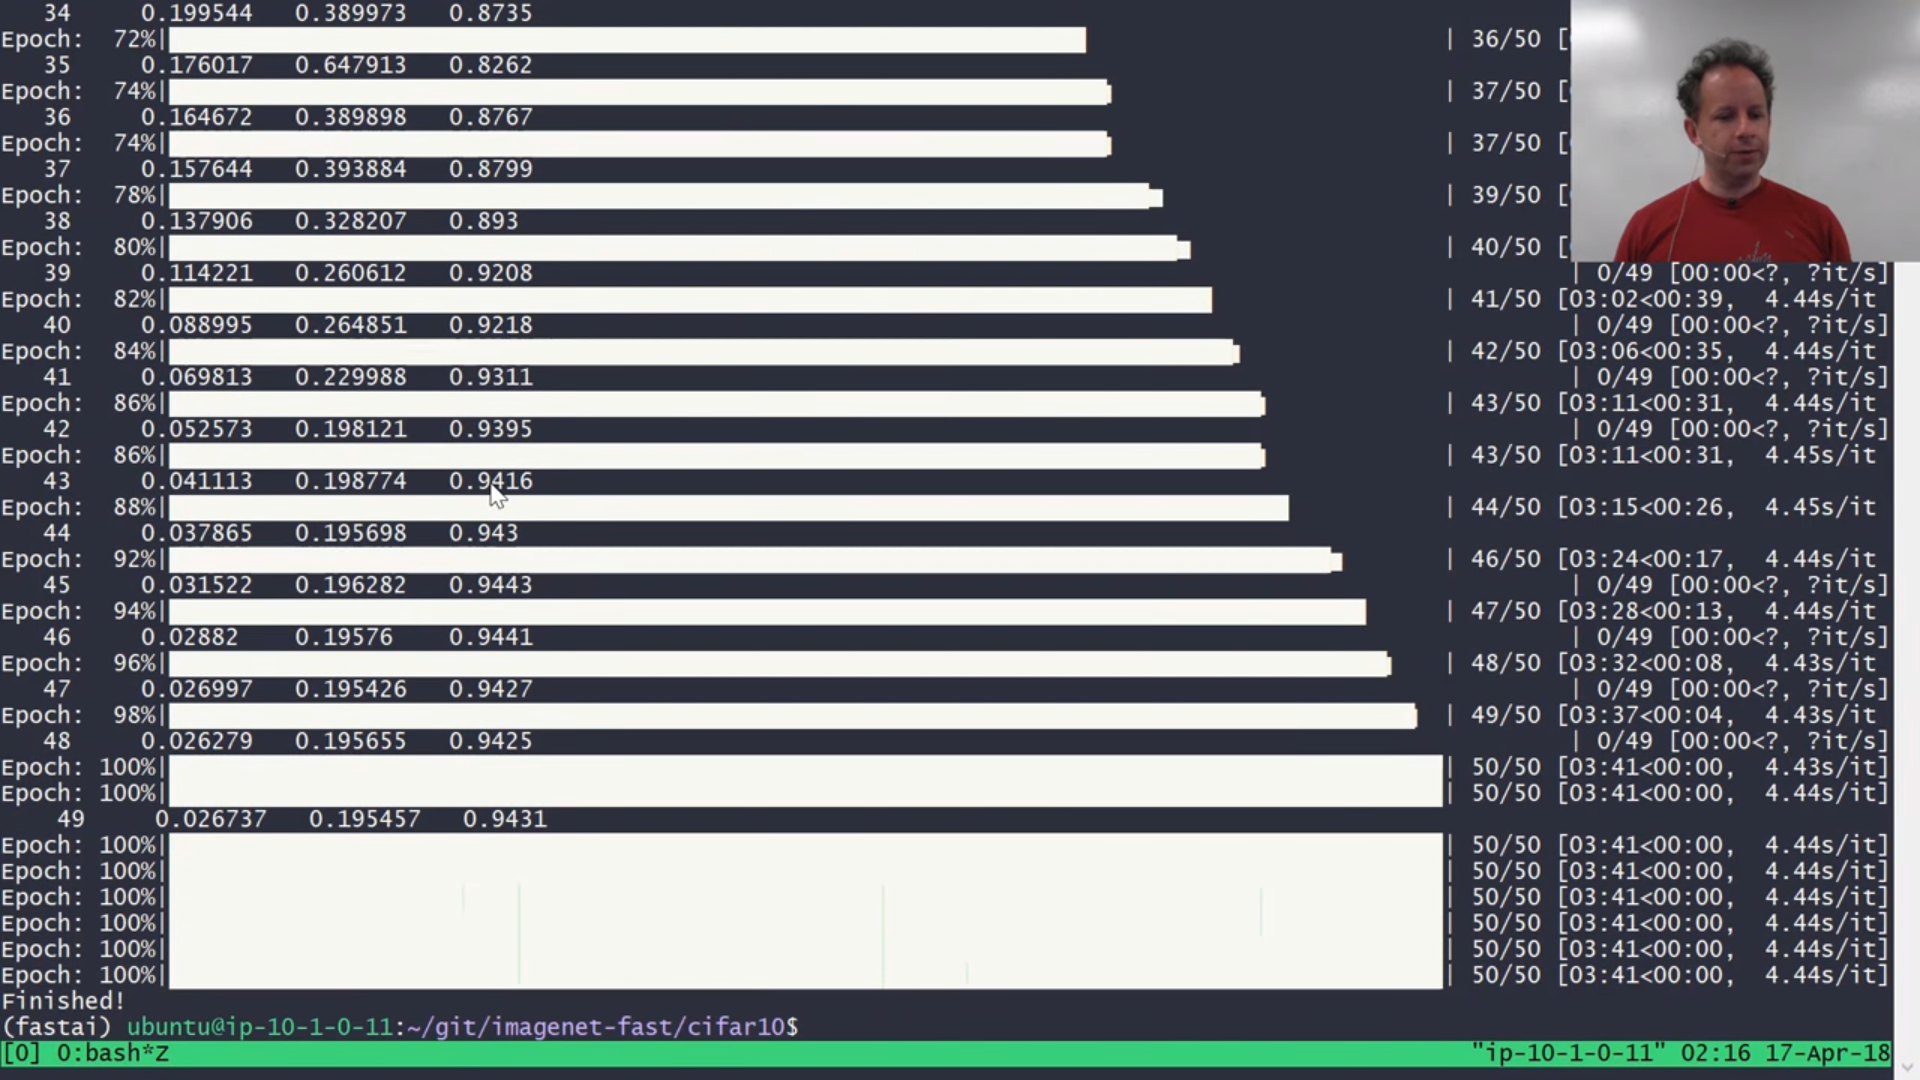 34 0.199544 0.389973 0.8735
Epoch: 72%| | 36/50 [
35 0.176017 0.647913 0.8262
Epoch: 74%| | 37/50 [
36 0.164672 0.389898 0.8767
Epoch: 74%| | 37/50 [
37 0.157644 0.393884 0.8799
Epoch: 78%| | 39/50 [
38 0.137906 0.328207 0.893
Epoch: 80%| | 40/50 [
39 0.114221 0.260612 0.9208 | 0/49 [00:00<?, ?it/s]
Epoch: 82%| | 41/50 [03:02<00:39, 4.44s/it
40 0.088995 0.264851 0.9218 | 0/49 [00:00<?, ?it/s]
Epoch: 84%| | 42/50 [03:06<00:35, 4.44s/it
41 0.069813 0.229988 0.9311 | 0/49 [00:00<?, ?it/s]
Epoch: 86%| | 43/50 [03:11<00:31, 4.44s/it
42 0.052573 0.198121 0.9395 | 0/49 [00:00<?, ?it/s]
Epoch: 86%| | 43/50 [03:11<00:31, 4.45s/it
43 0.041113 0.198774 0.9416
Epoch: 88%| | 44/50 [03:15<00:26, 4.45s/it
44 0.037865 0.195698 0.943
Epoch: 92%| | 46/50 [03:24<00:17, 4.44s/it
45 0.031522 0.196282 0.9443 | 0/49 [00:00<?, ?it/s]
Epoch: 94%| | 47/50 [03:28<00:13, 4.44s/it
46 0.02882 0.19576 0.9441 | 0/49 [00:00<?, ?it/s]
Epoch: 96%| | 48/50 [03:32<00:08, 4.43s/it
47 0.026997 0.195426 0.9427 | 0/49 [00:00<?, ?it/s]
Epoch: 98%| | 49/50 [03:37<00:04, 4.43s/it
48 0.026279 0.195655 0.9425 | 0/49 [00:00<?, ?it/s]
Epoch: 100%| | 50/50 [03:41<00:00, 4.43s/it]
Epoch: 100%| | 50/50 [03:41<00:00, 4.44s/it]
49 0.026737 0.195457 0.9431
Epoch: 100%| | 50/50 [03:41<00:00, 4.44s/it]
Epoch: 100%| | 50/50 [03:41<00:00, 4.44s/it]
Epoch: 100%| | 50/50 [03:41<00:00, 4.44s/it]
Epoch: 100%| | 50/50 [03:41<00:00, 4.44s/it]
Epoch: 100%| | 50/50 [03:41<00:00, 4.44s/it]
Epoch: 100%| | 50/50 [03:41<00:00, 4.44s/it]
Finished!
(fastai) ubuntu@ip-10-1-0-11:~/git/imagenet-fast/cifar10$
[0] 0:bash*Z "ip-10-1-0-11" 02:16 17-Apr-18